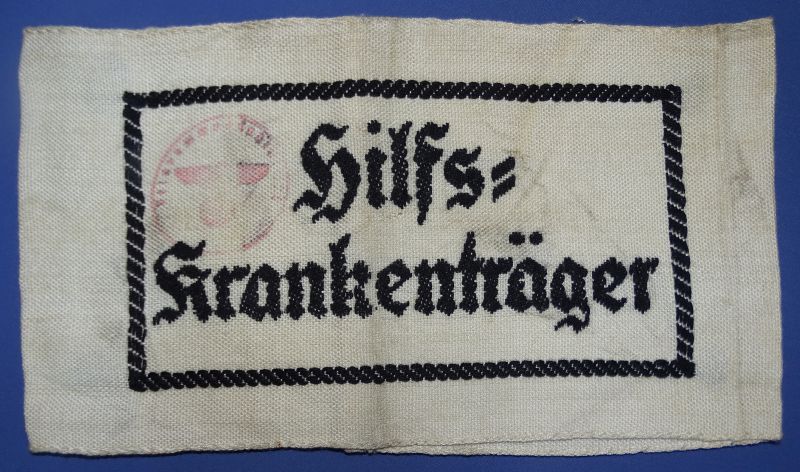 Hilfs=
Krankenträger